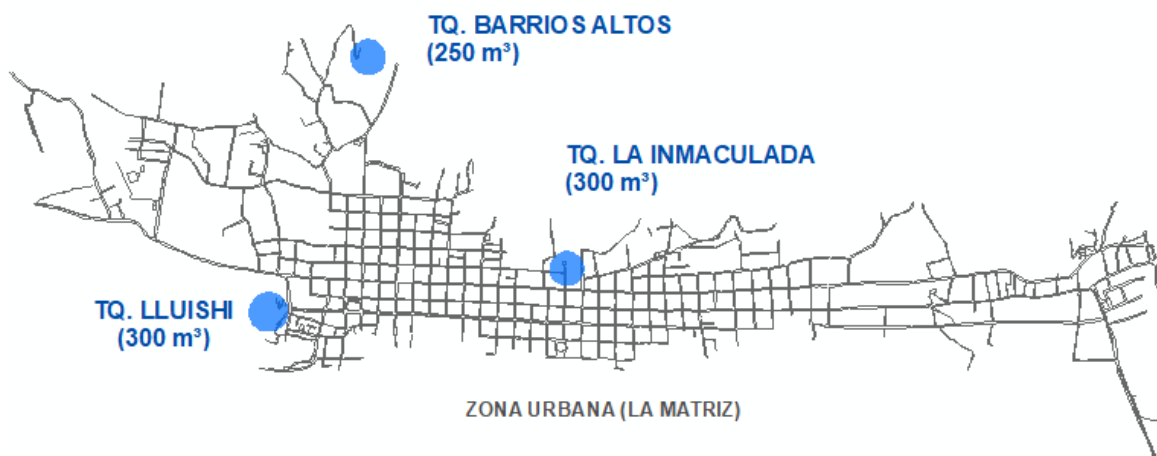 TQ. BARRIOS ALTOS
(250 m³)
TQ. LA INMACULADA
(300 m³)
TQ. LLUISHI
(300 m³)
ZONA URBANA (LA MATRIZ)